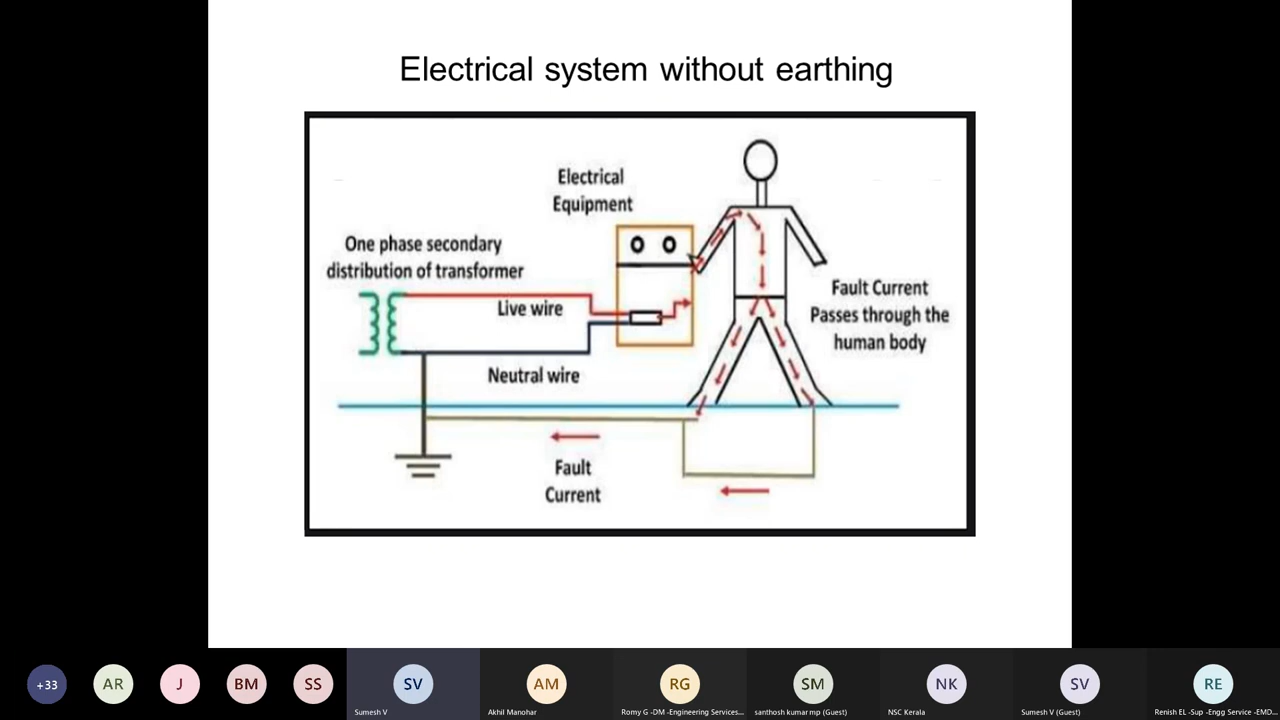 Electrical system without earthing
Electrical
Equipment
One phase secondary
distribution of transformer
Live wire
Neutral wire
Fault Current
Passes through the
human body
Fault
Current
+33
AR
J
BM
SS
SV
AM
RG
SM
NK
SV
RE
Sumesh V
Akhil Manohar
Romy G -DM -Engineering Services...
santhosh kumar mp (Guest)
NSC Kerala
Sumesh V (Guest)
Renish EL -Sup -Engg Service -EMD...